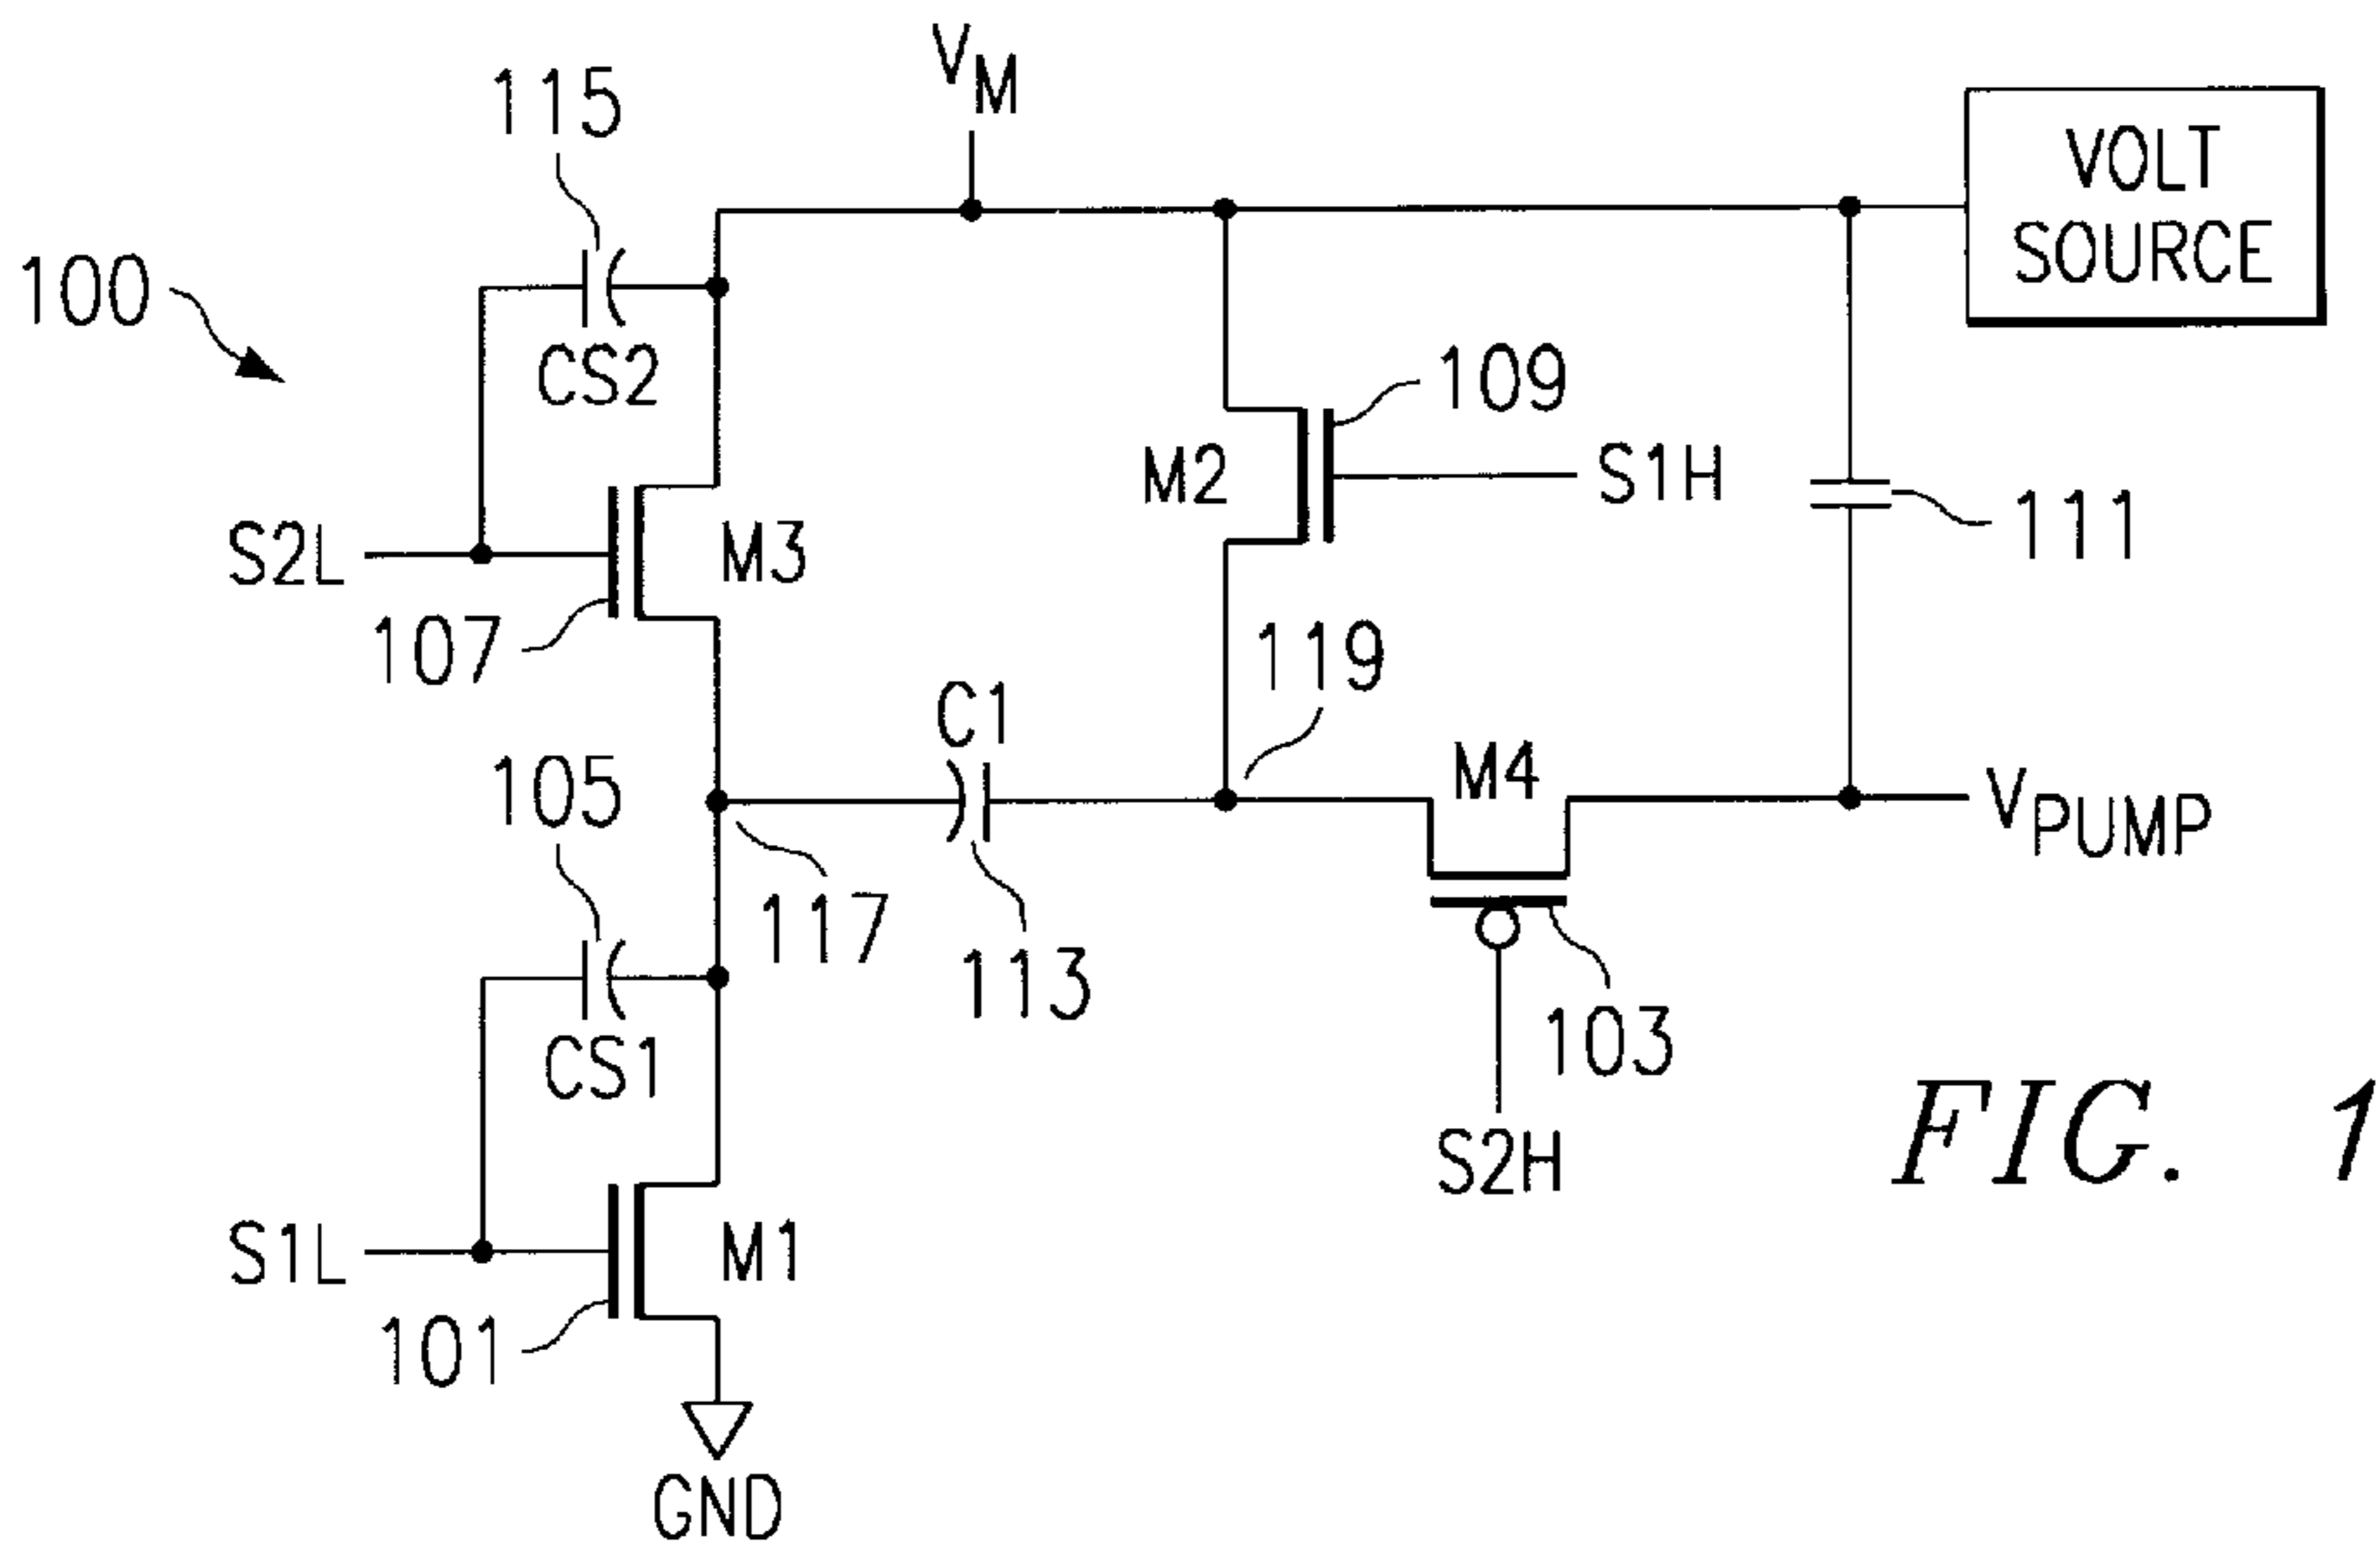 V_M
115
VOLT
SOURCE
100
CS2
109
M2
S1H
S2L
M3
111
107
119
C1
M4
105
V_PUMP
117
113
CS1
103
S2H
S1L
M1
101
GND
FIG. 1